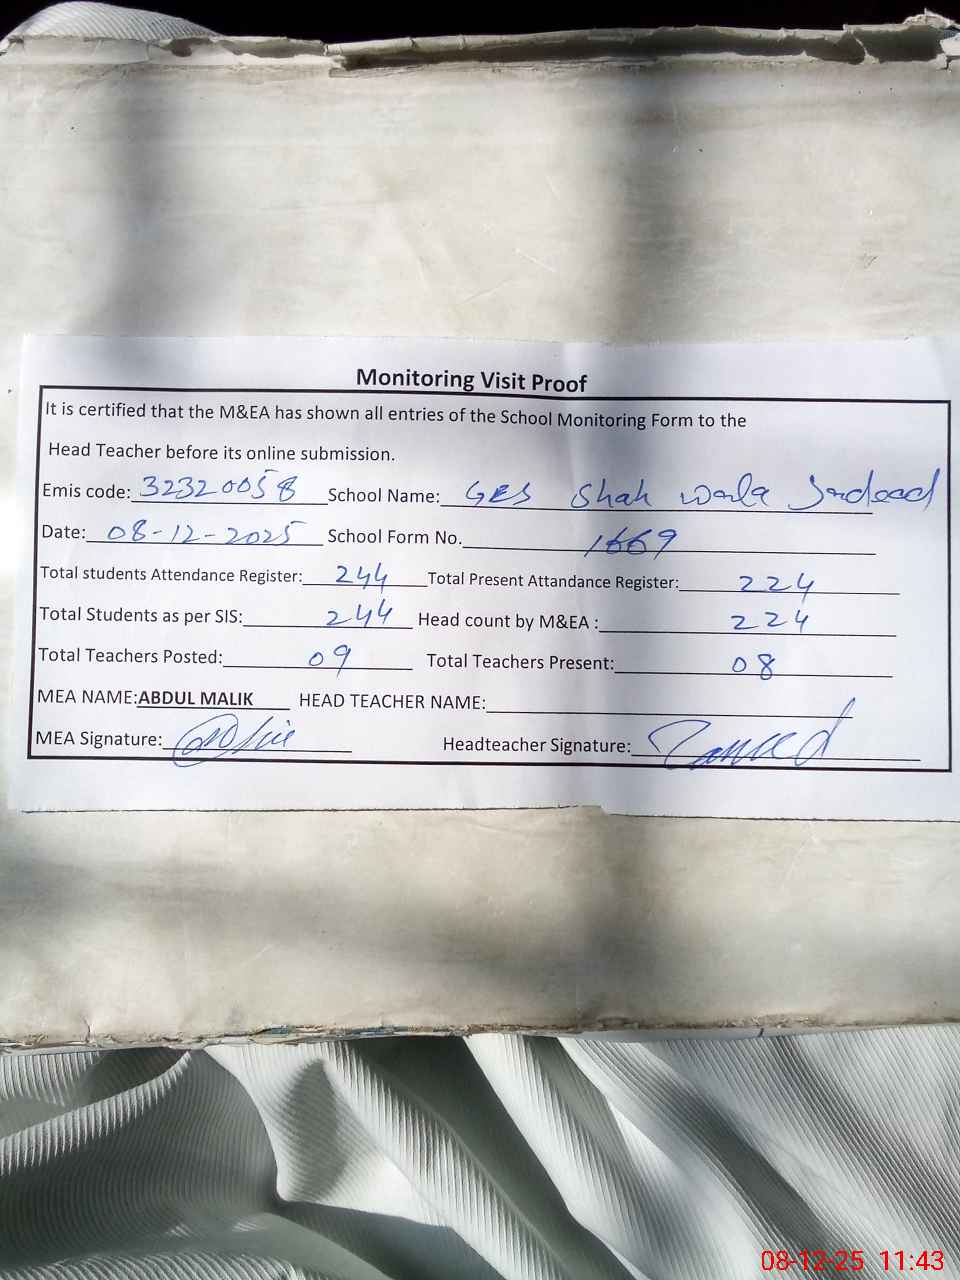 Monitoring Visit Proof
It is certified that the M&EA has shown all entries of the School Monitoring Form to the
Head Teacher before its online submission.
Emis code: 32320058 School Name: GES Shah wala
Date: 08-12-2025 School Form No. 1669
Total students Attendance Register: 244 Total Present Attandance Register: 224
Total Students as per SIS: 244 Head count by M&EA : 224
Total Teachers Posted: 09 Total Teachers Present: 08
MEA NAME: ABDUL MALIK HEAD TEACHER NAME:
MEA Signature: Headteacher Signature:
08-12-25 11:43